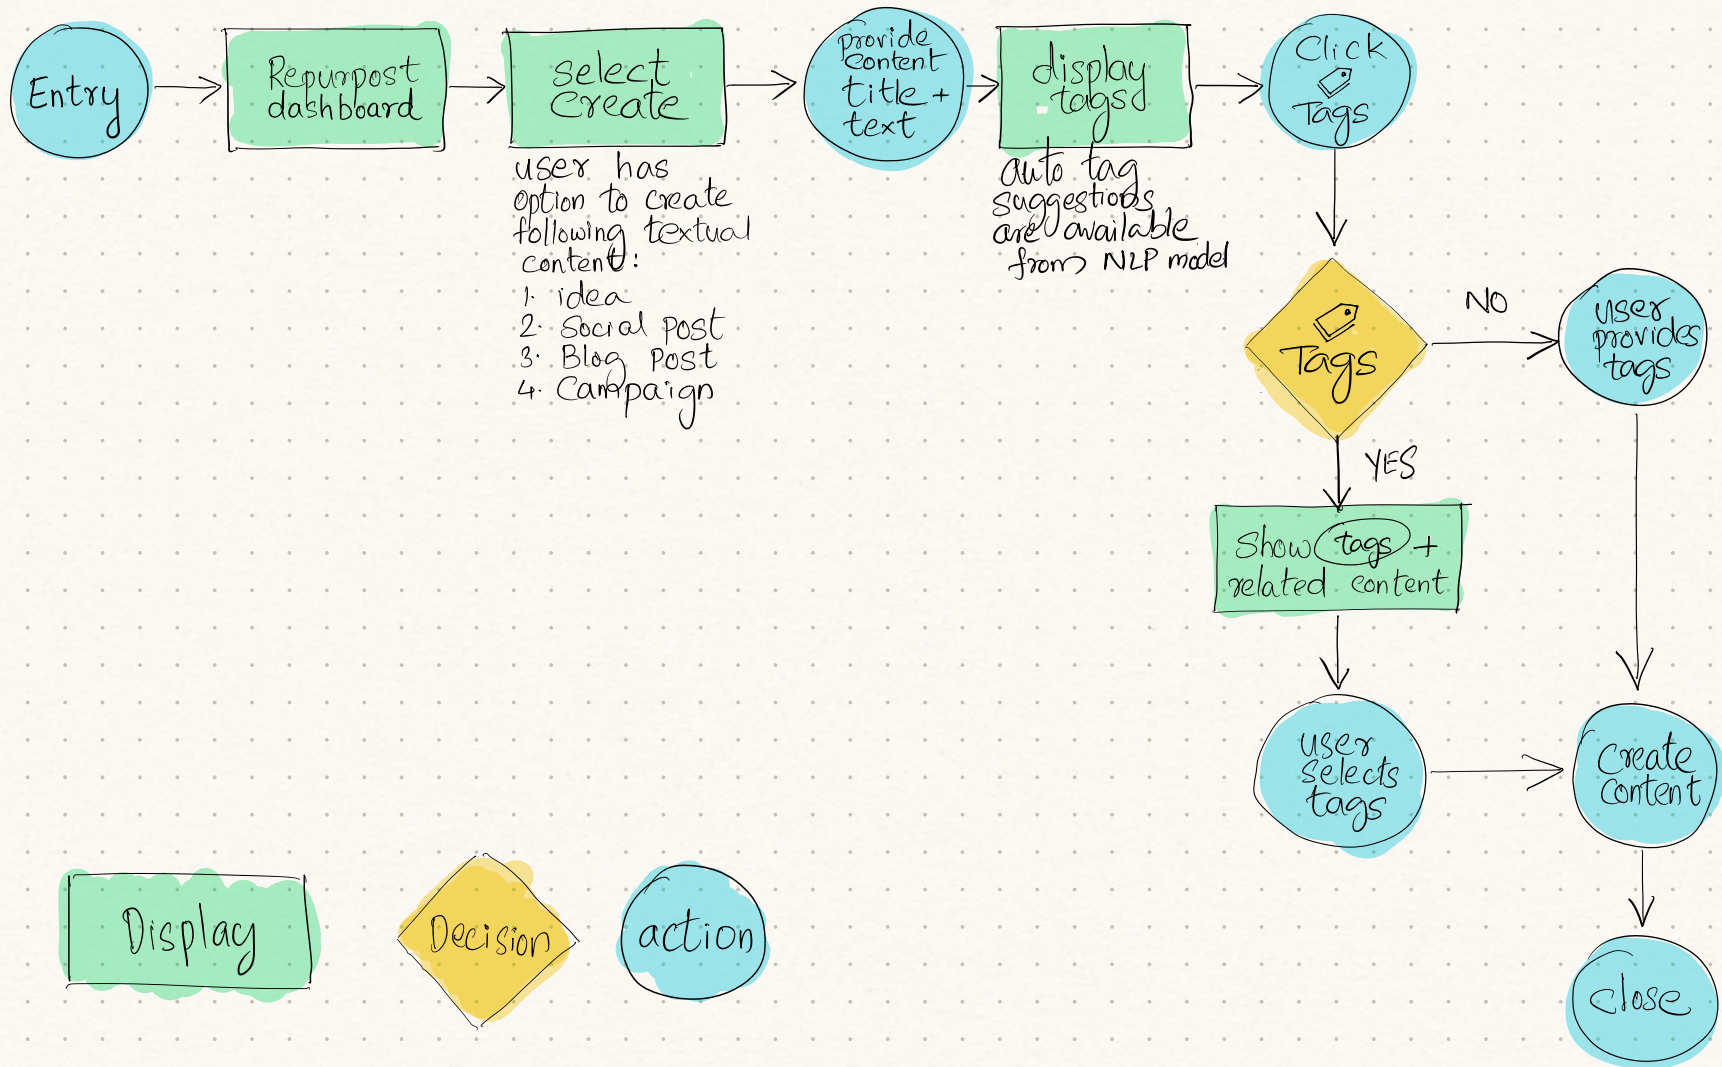 Entry
Repurpost
dashboard
select
create
user has
option to create
following textual
content:
1. idea
2. Social post
3. Blog Post
4. Campaign
provide
content
title +
text
display
tags
auto tag
suggestions
are available
from NLP model
Click
Tags
Tags
NO
user
provides
tags
YES
Show tags +
related content
user
selects
tags
Create
content
close
Display
Decision
action